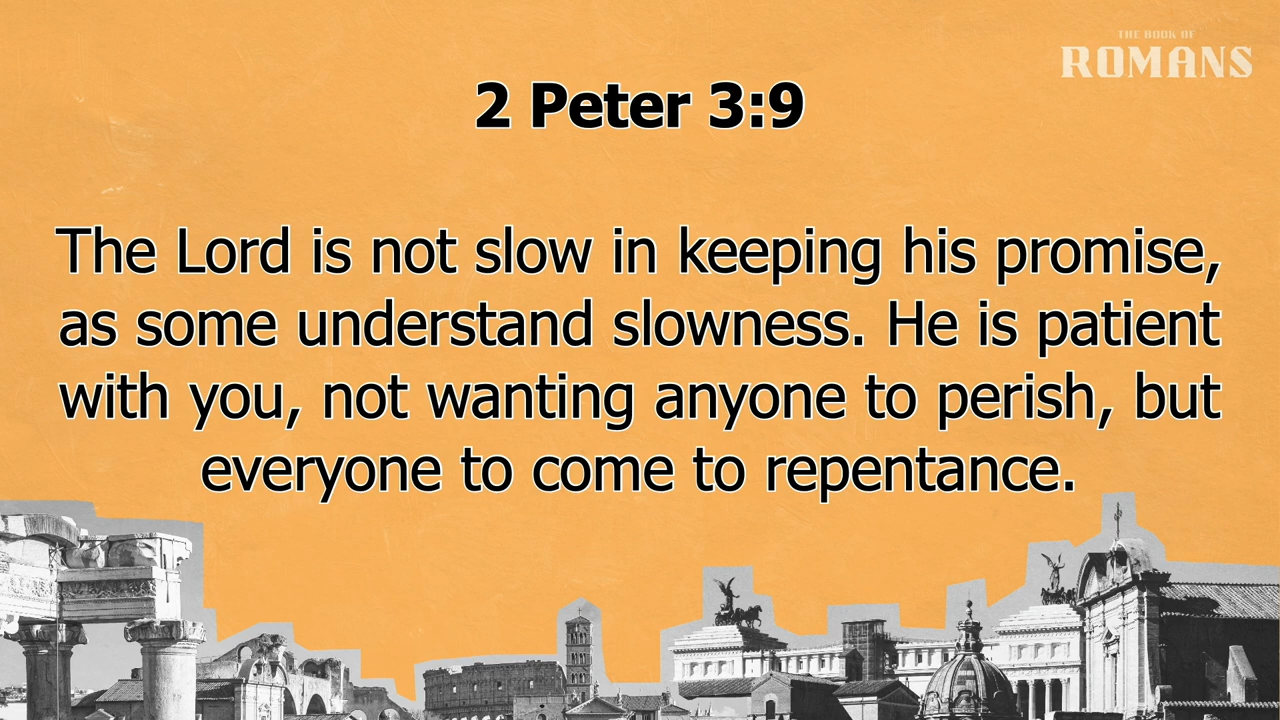 THE BOOK OF
ROMANS
2 Peter 3:9
The Lord is not slow in keeping his promise,
as some understand slowness. He is patient
with you, not wanting anyone to perish, but
everyone to come to repentance.